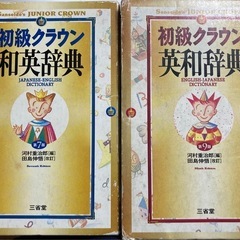 Sanseido's JUNIOR CROWN
初級クラウン
和英辞典
JAPANESE-ENGLISH
DICTIONARY
第7版
河村重治郎(編)
田島伸悟(改訂)
Seventh Edition
三省堂
Sanseido's JUNIOR CROWN
初級クラウン
英和辞典
ENGLISH-JAPANESE
DICTIONARY
第9版
河村重治郎(編)
田島伸悟(改訂)
Ninth Edition
三省堂